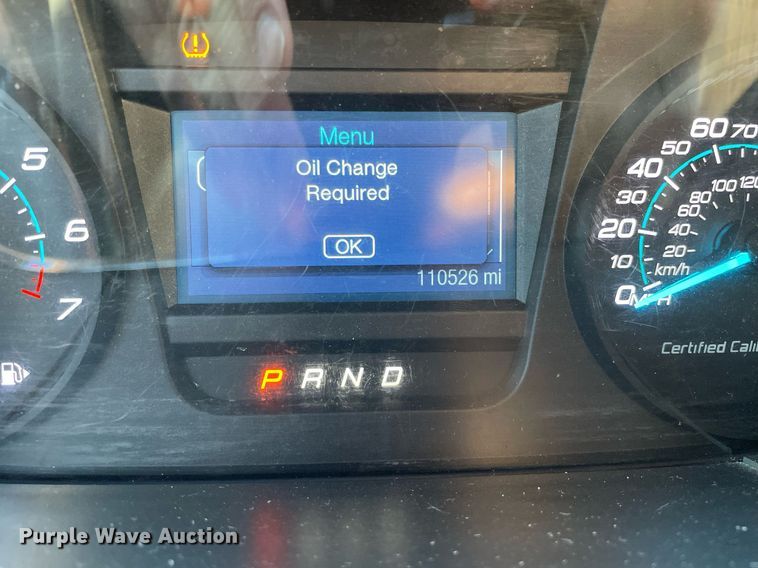 Menu
Oil Change
Required
OK
110526 mi
P R N D
5
6
7
60 70
50
40
30
20
10
0 MPH
100 120
80
60
40
20
km/h
Certified Cali
Purple Wave Auction